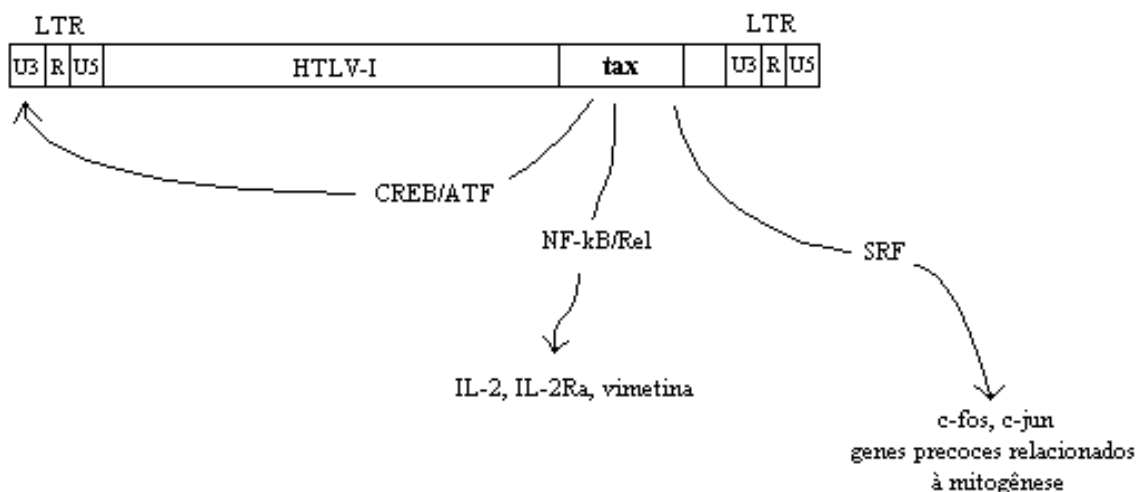 LTR LTR
U3 R U5 HTLV-I tax U3 R U5
CREB/ATF
NF-kB/Rel
SRF
IL-2, IL-2Ra, vimetina
c-fos, c-jun
genes precoces relacionados
à mitogênese